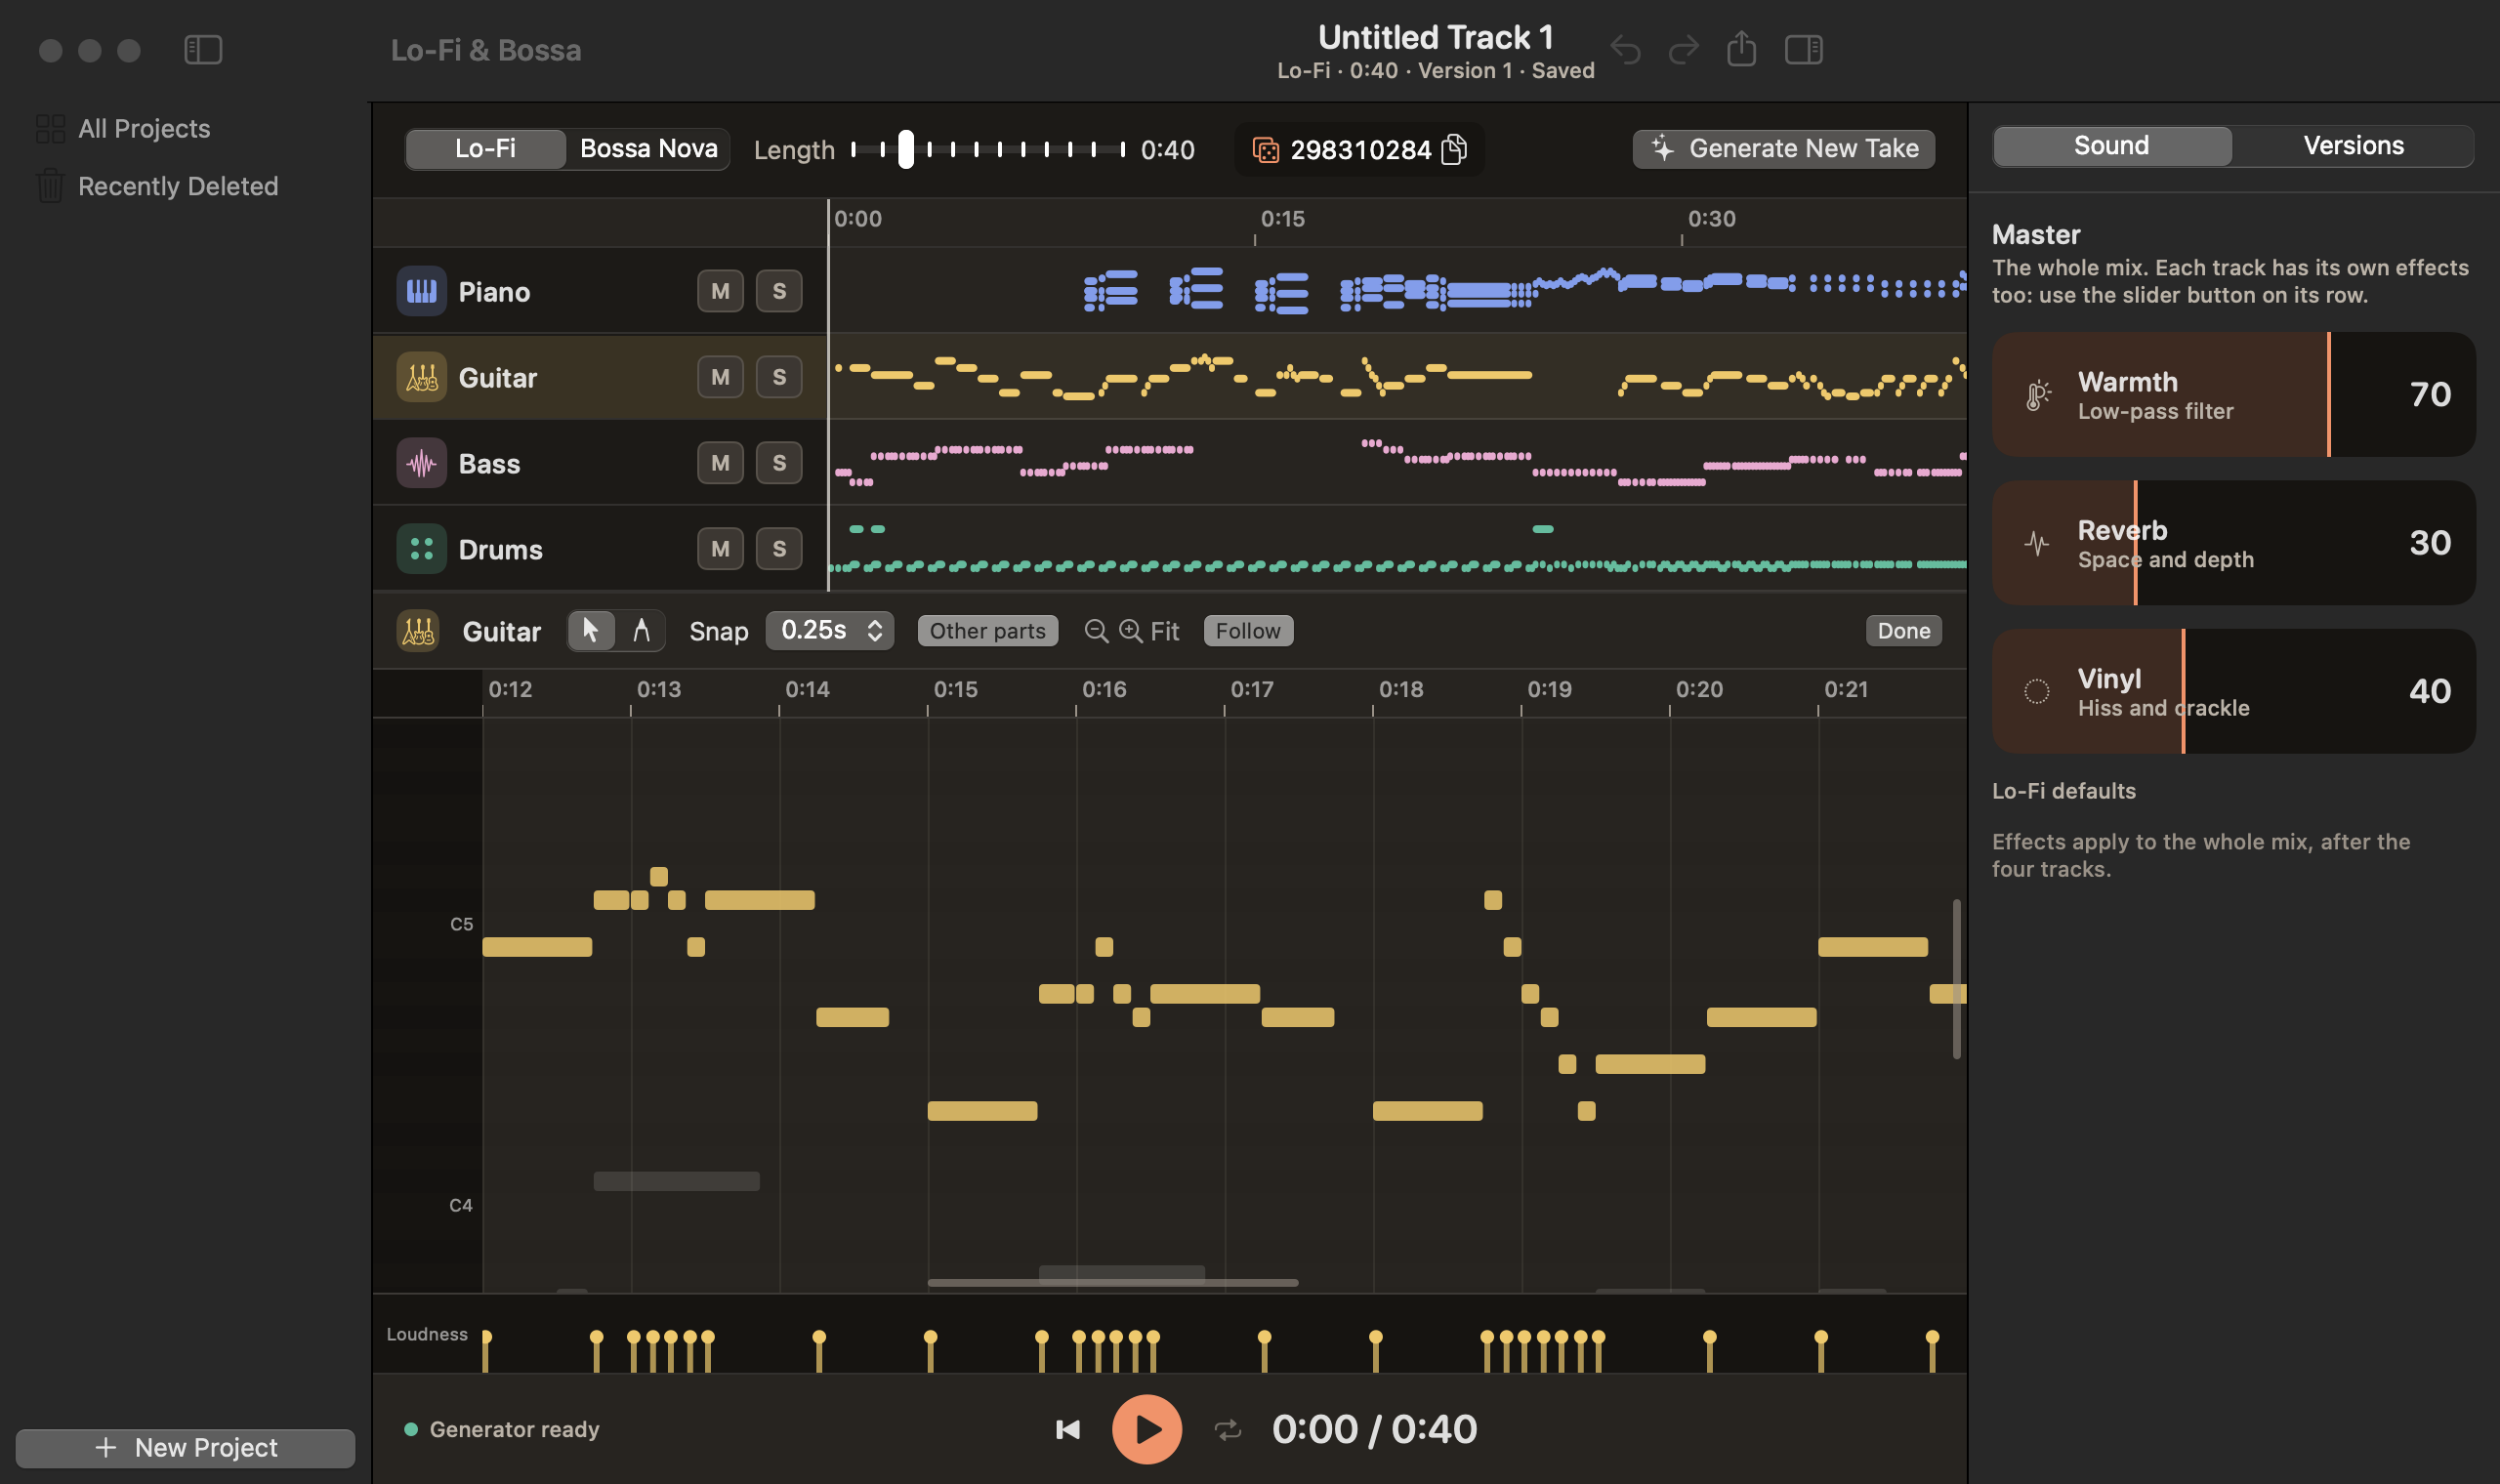 Lo-Fi & Bossa
Untitled Track 1
Lo-Fi · 0:40 · Version 1 · Saved
All Projects
Recently Deleted
Lo-Fi
Bossa Nova
Length
0:40
298310284
Generate New Take
Sound
Versions
0:00
0:15
0:30
Piano
M
S
Guitar
M
S
Bass
M
S
Drums
M
S
Master
The whole mix. Each track has its own effects
too: use the slider button on its row.
Warmth
Low-pass filter
70
Reverb
Space and depth
30
Vinyl
Hiss and crackle
40
Lo-Fi defaults
Effects apply to the whole mix, after the
four tracks.
Guitar
Snap
0.25s
Other parts
Fit
Follow
Done
0:12
0:13
0:14
0:15
0:16
0:17
0:18
0:19
0:20
0:21
C5
C4
Loudness
Generator ready
0:00 / 0:40
New Project